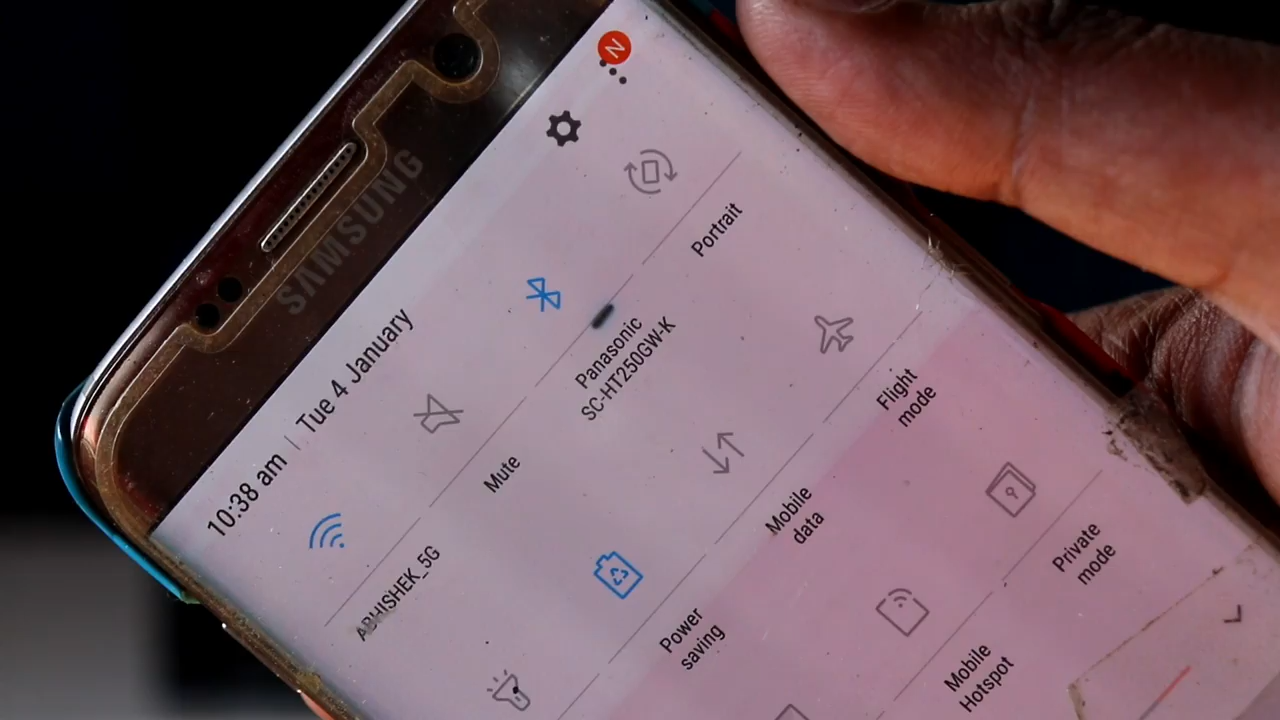 SAMSUNG
N
10:38 am | Tue 4 January
ABHISHEK_5G
Mute
Panasonic
SC-HT250GW-K
Portrait
Power
saving
Mobile
data
Flight
mode
Mobile
Hotspot
Private
mode